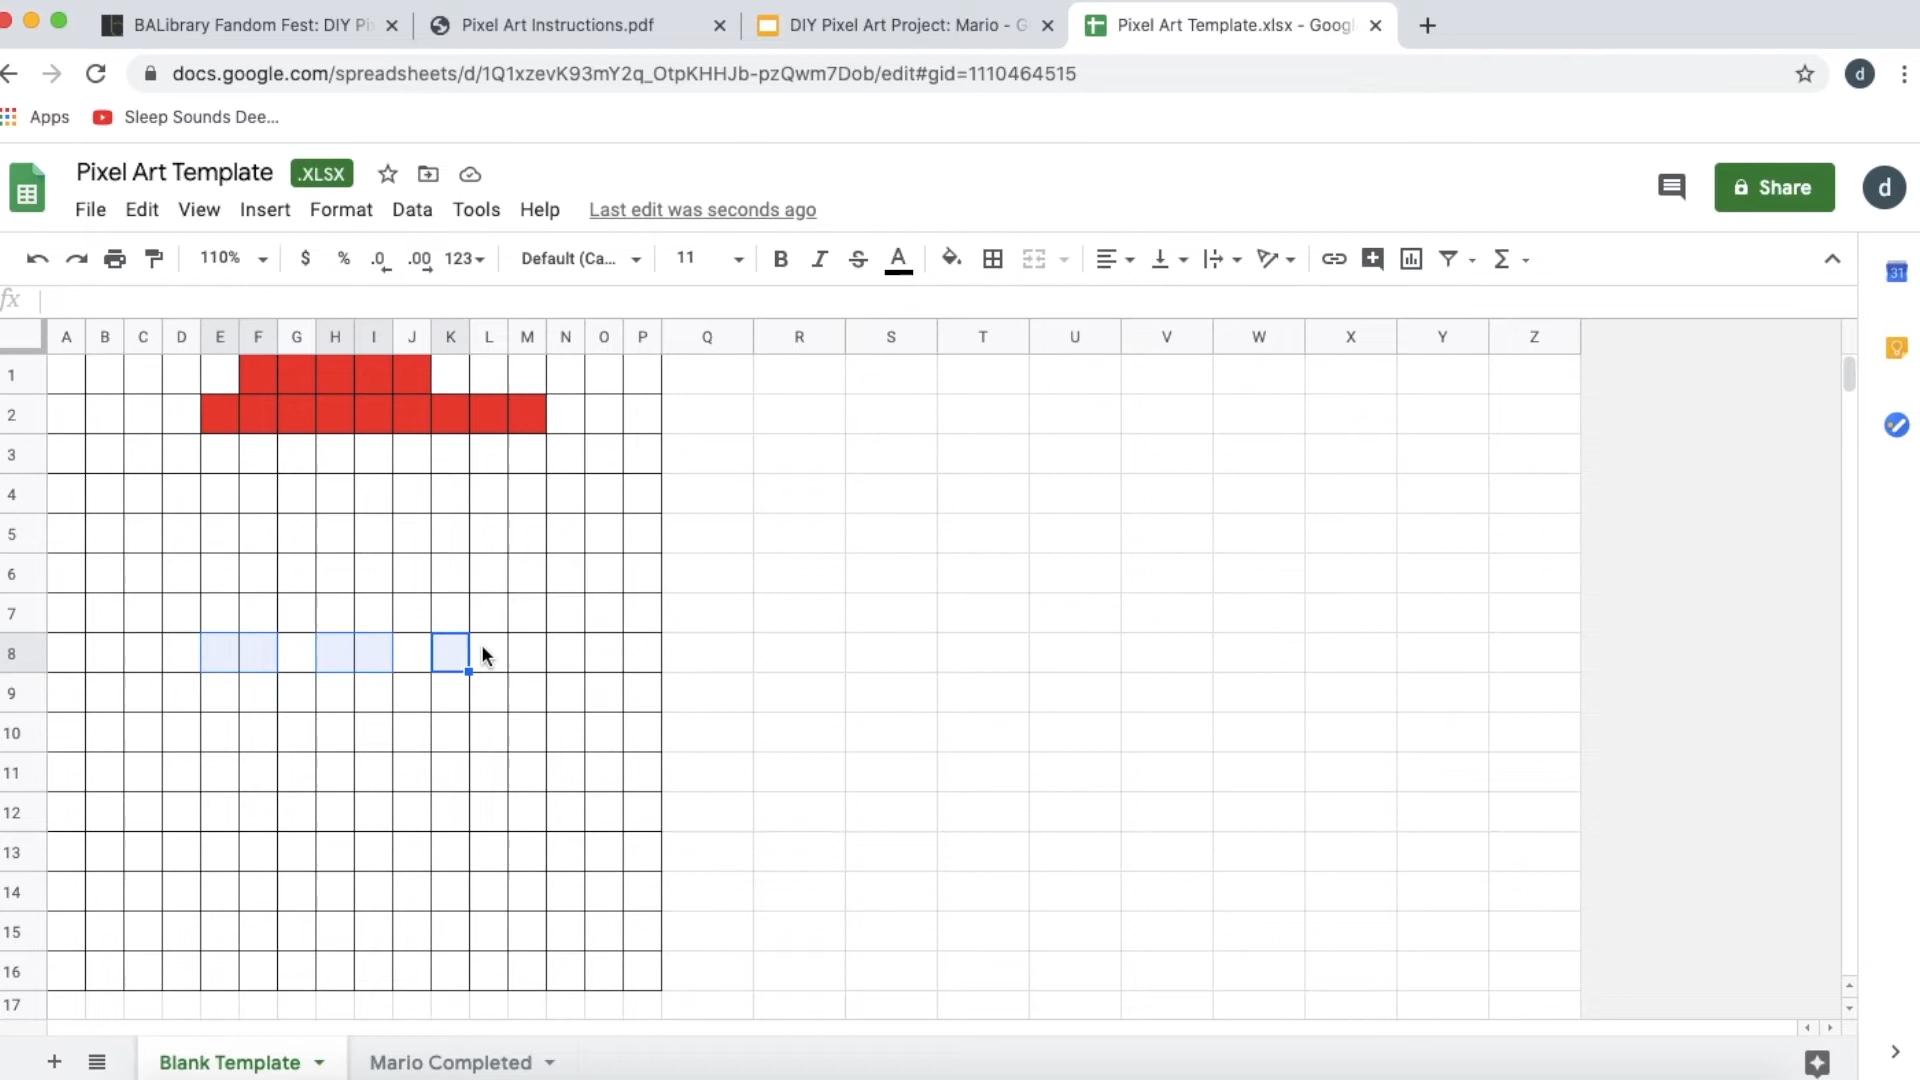 BALibrary Fandom Fest: DIY Pi
Pixel Art Instructions.pdf
DIY Pixel Art Project: Mario - G
Pixel Art Template.xlsx - Googl
docs.google.com/spreadsheets/d/1Q1xzevK93mY2q_OtpKHHJb-pzQwm7Dob/edit#gid=1110464515
d
Apps
Sleep Sounds Dee...
Pixel Art Template
.XLSX
Share
d
File Edit View Insert Format Data Tools Help Last edit was seconds ago
110% $ % .0 .00 123 Default (Ca... 11 B I S A Σ
31
fx
A B C D E F G H I J K L M N O P Q R S T U V W X Y Z
1
2
3
4
5
6
7
8
9
10
11
12
13
14
15
16
17
Blank Template
Mario Completed